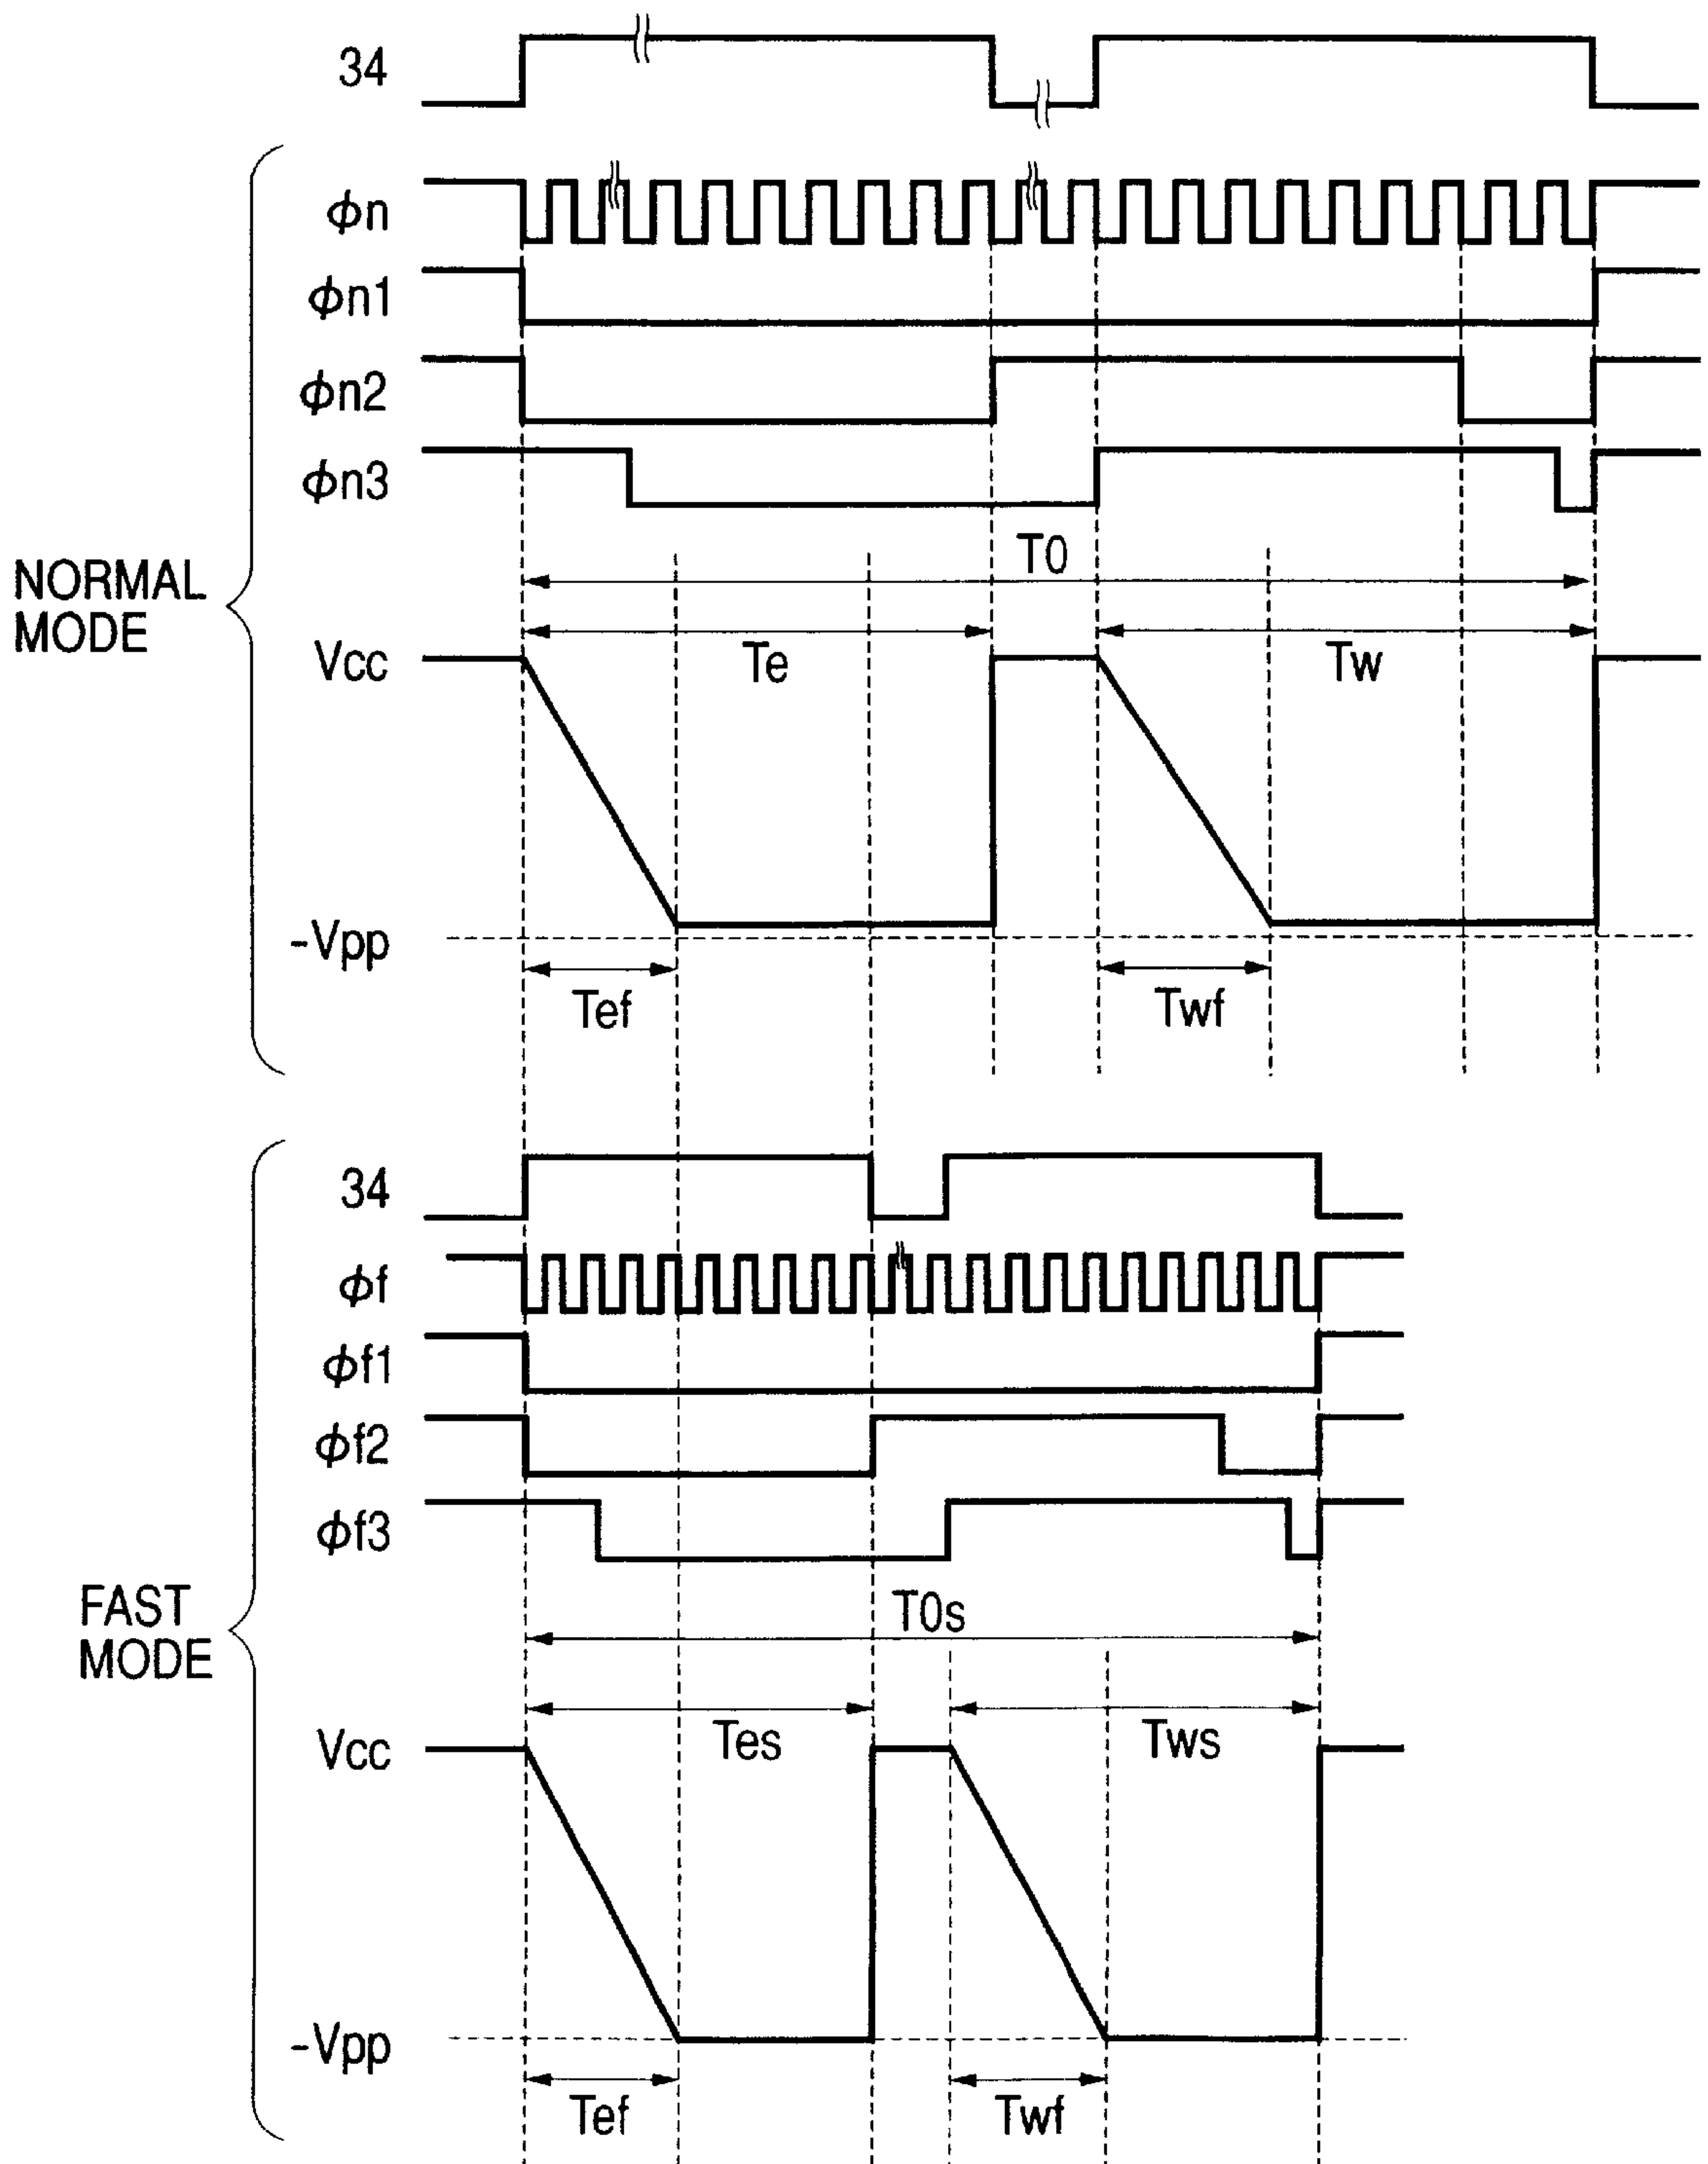 34
ϕn
ϕn1
ϕn2
ϕn3
T0
NORMAL
MODE
Te
Tw
Vcc
-Vpp
Tef
Twf
34
ϕf
ϕf1
ϕf2
ϕf3
T0s
FAST
MODE
Tes
Tws
Vcc
-Vpp
Tef
Twf